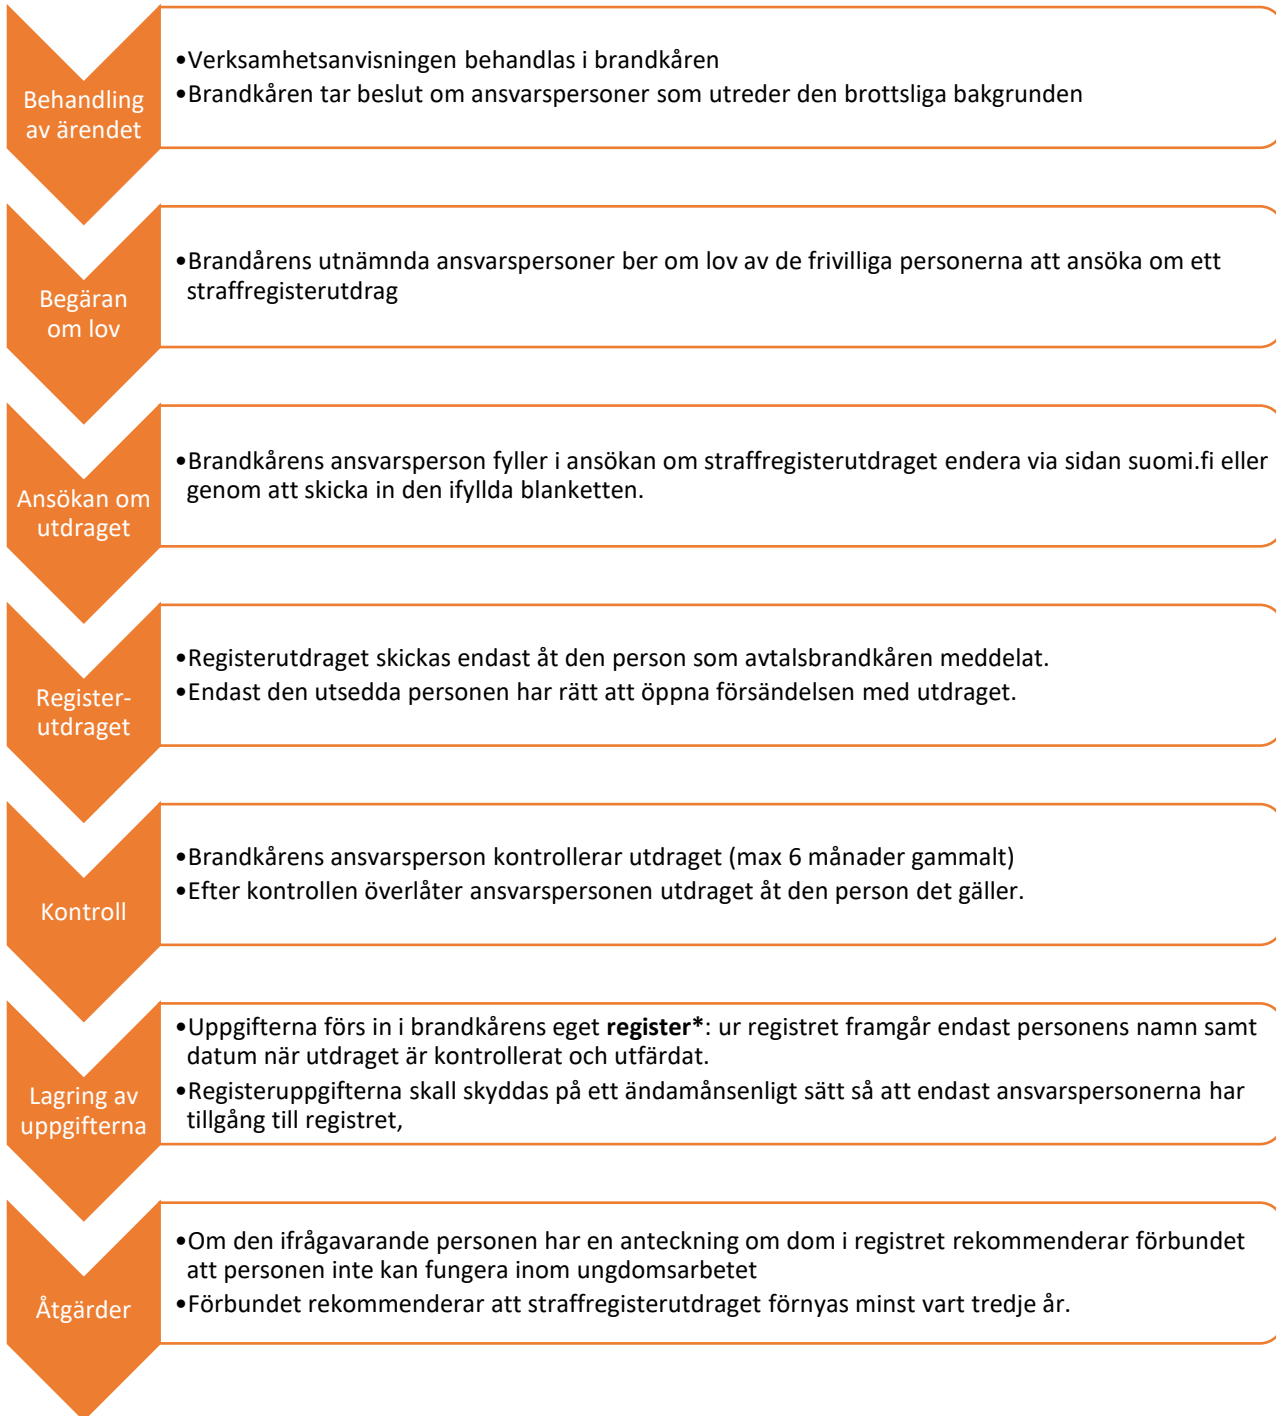 Behandling
av ärendet
•Verksamhetsanvisningen behandlas i brandkåren
•Brandkåren tar beslut om ansvarspersoner som utreder den brottsliga bakgrunden
Begäran
om lov
•Brandårens utnämnda ansvarspersoner ber om lov av de frivilliga personerna att ansöka om ett
straffregisterutdrag
Ansökan om
utdraget
•Brandkårens ansvarsperson fyller i ansökan om straffregisterutdraget endera via sidan suomi.fi eller
genom att skicka in den ifyllda blanketten.
Register-
utdraget
•Registerutdraget skickas endast åt den person som avtalsbrandkåren meddelat.
•Endast den utsedda personen har rätt att öppna försändelsen med utdraget.
Kontroll
•Brandkårens ansvarsperson kontrollerar utdraget (max 6 månader gammalt)
•Efter kontrollen överlåter ansvarspersonen utdraget åt den person det gäller.
Lagring av
uppgifterna
•Uppgifterna förs in i brandkårens eget register*: ur registret framgår endast personens namn samt
datum när utdraget är kontrollerat och utfärdat.
•Registeruppgifterna skall skyddas på ett ändamånsenligt sätt så att endast ansvarspersonerna har
tillgång till registret,
Åtgärder
•Om den ifrågavarande personen har en anteckning om dom i registret rekommenderar förbundet
att personen inte kan fungera inom ungdomsarbetet
•Förbundet rekommenderar att straffregisterutdraget förnyas minst vart tredje år.